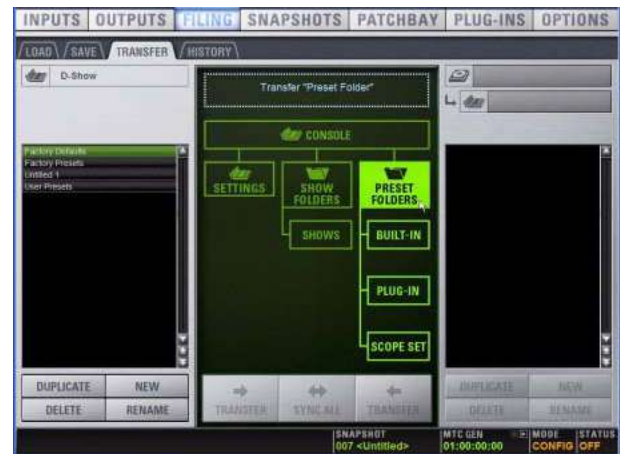 INPUTS OUTPUTS FILING SNAPSHOTS PATCHBAY PLUG-INS OPTIONS
LOAD SAVE TRANSFER HISTORY
D-Show
Transfer "Preset Folder"
CONSOLE
SETTINGS
SHOW FOLDERS
PRESET FOLDERS
SHOWS
BUILT-IN
PLUG-IN
SCOPE SET
Factory Defaults
Factory Presets
Untitled 1
User Presets
DUPLICATE NEW
DELETE RENAME
TRANSFER SYNC ALL TRANSFER
DUPLICATE NEW
DELETE RENAME
SNAPSHOT
007 <Untitled>
MTC GEN
01:00:00:00
MODE
CONFIG
STATUS
OFF